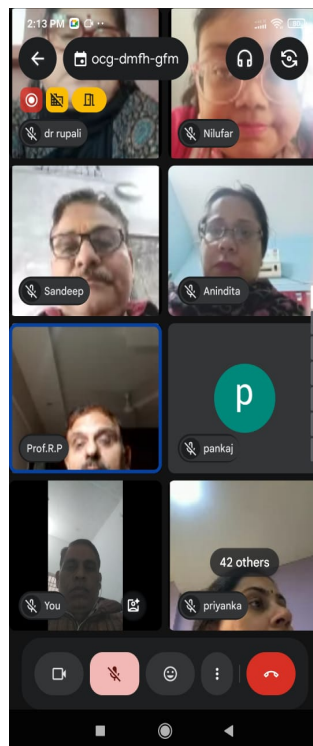 2:13 PM
ocg-dmfh-gfm
dr rupali
Nilufar
Sandeep
Anindita
Prof.R.P
p
pankaj
You
42 others
priyanka